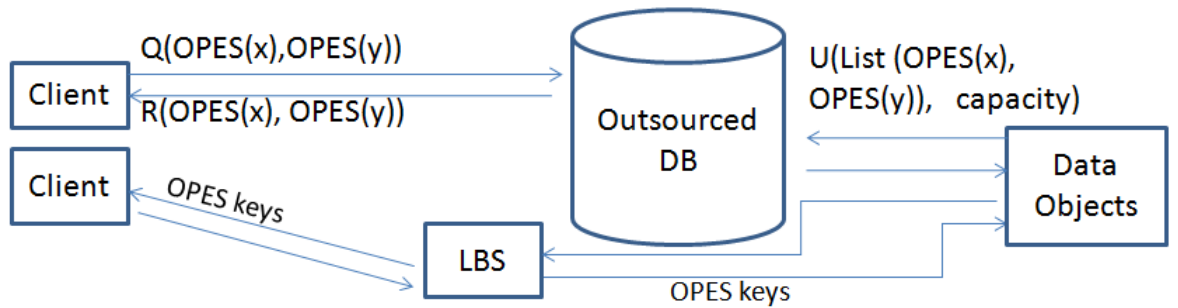 Q(OPES(x),OPES(y))
Client
R(OPES(x), OPES(y))
Client
OPES keys
LBS
Outsourced
DB
U(List (OPES(x),
OPES(y)), capacity)
Data
Objects
OPES keys